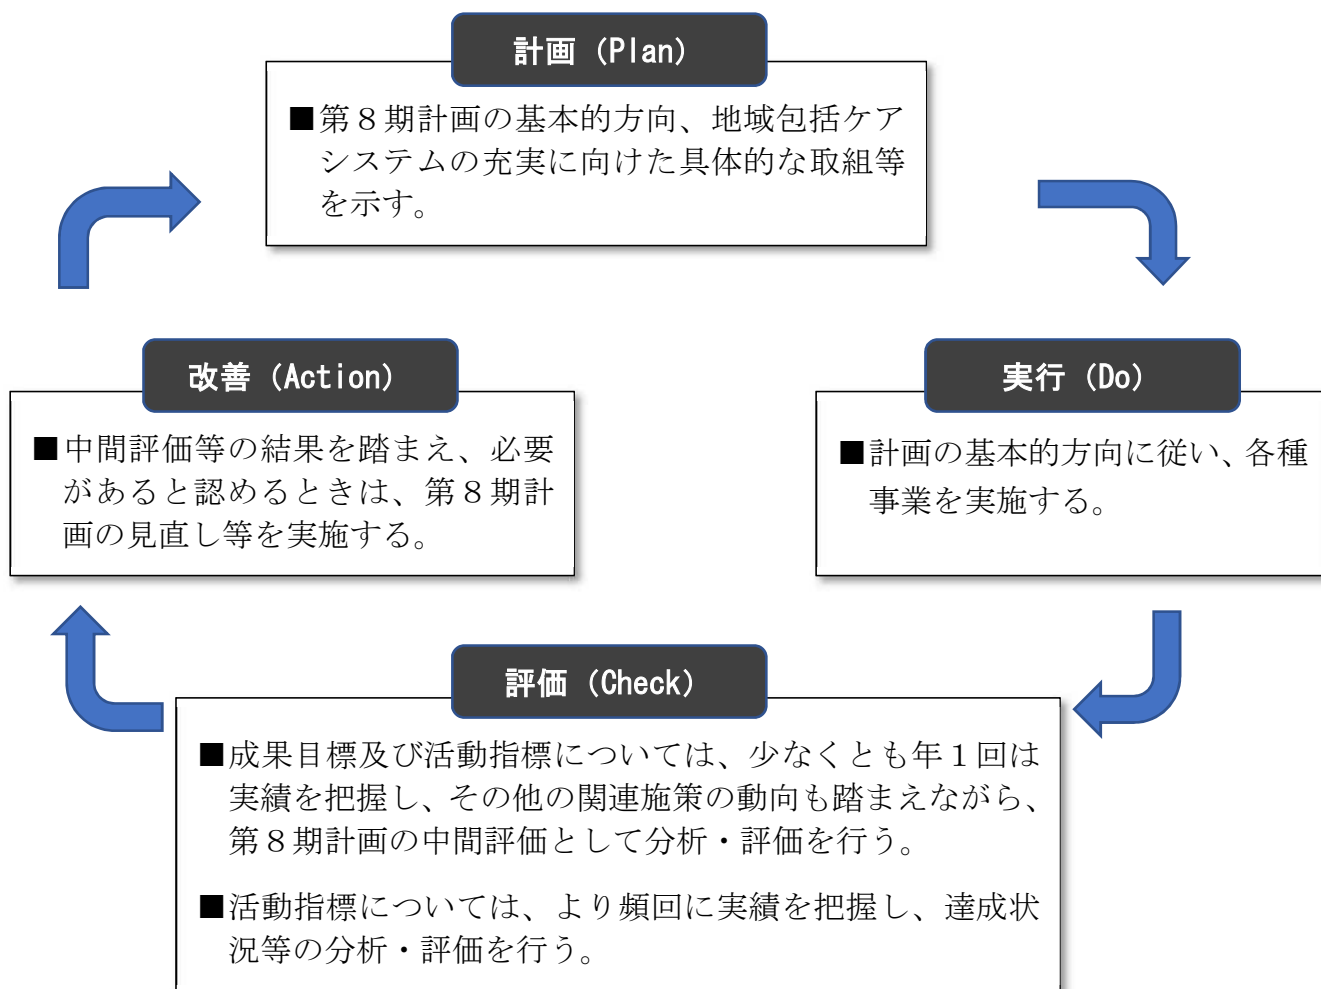 計画（Plan）
■第８期計画の基本的方向、地域包括ケア
システムの充実に向けた具体的な取組等
を示す。
改善（Action）
■中間評価等の結果を踏まえ、必要
があると認めるときは、第８期計
画の見直し等を実施する。
実行（Do）
■計画の基本的方向に従い、各種
事業を実施する。
評価（Check）
■成果目標及び活動指標については、少なくとも年１回は
実績を把握し、その他の関連施策の動向も踏まえながら、
第８期計画の中間評価として分析・評価を行う。
■活動指標については、より頻回に実績を把握し、達成状
況等の分析・評価を行う。